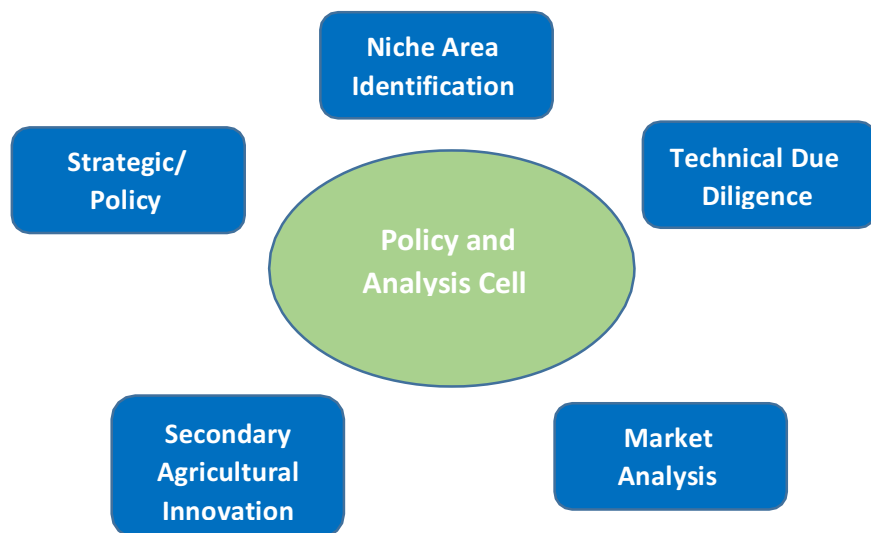 Niche Area
Identification
Strategic/
Policy
Technical Due
Diligence
Policy and
Analysis Cell
Secondary
Agricultural
Innovation
Market
Analysis